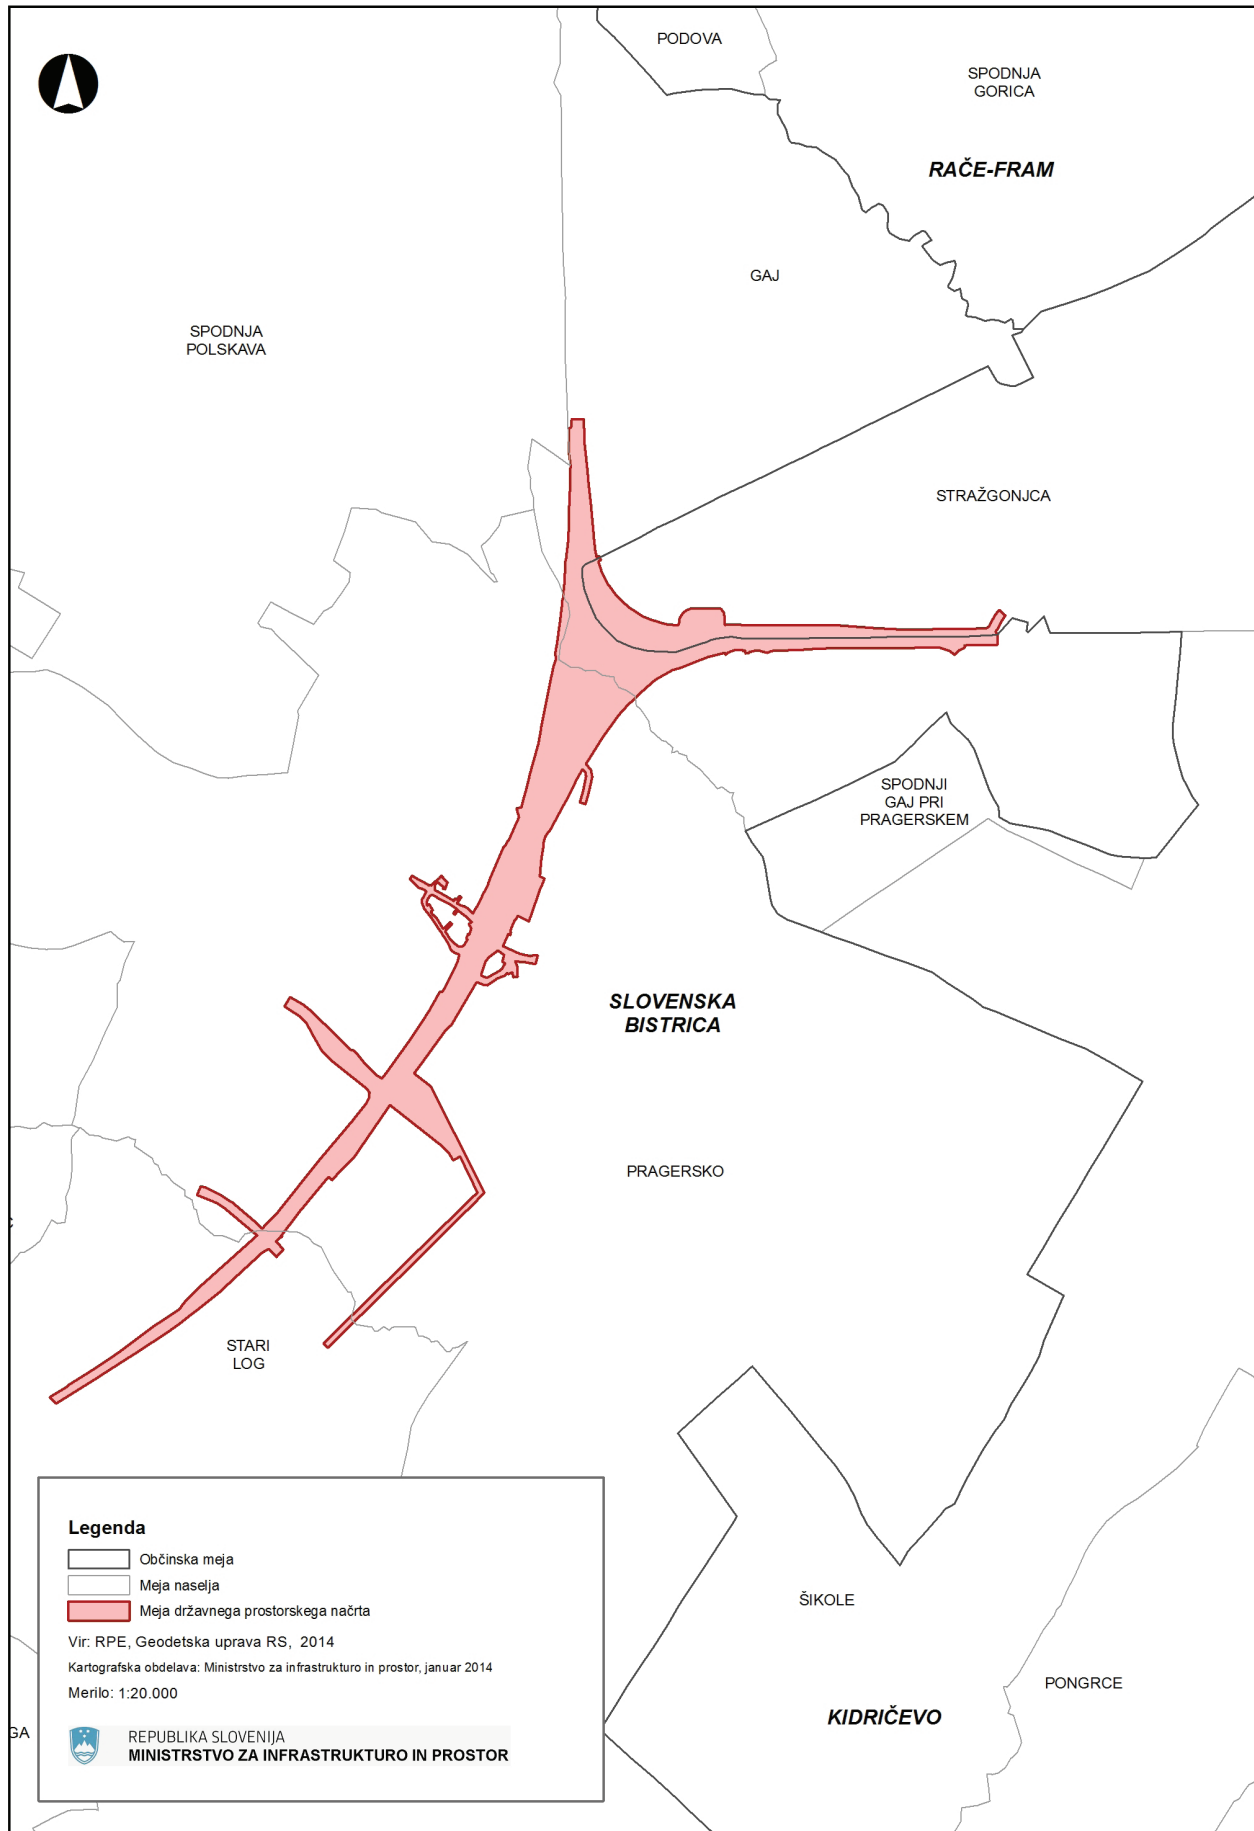 PODOVA
SPODNJA
GORICA
RAČE-FRAM
GAJ
SPODNJA
POLSKAVA
STRAŽGONJCA
SPODNJI
GAJ PRI
PRAGERSKEM
SLOVENSKA
BISTRICA
PRAGERSKO
STARI
LOG
Legenda
Občinska meja
Meja naselja
Meja državnega prostorskega načrta
Vir: RPE, Geodetska uprava RS, 2014
Kartografska obdelava: Ministrstvo za infrastrukturo in prostor, januar 2014
Merilo: 1:20.000
REPUBLIKA SLOVENIJA
MINISTRSTVO ZA INFRASTRUKTURO IN PROSTOR
ŠIKOLE
PONGRCE
KIDRIČEVO
GA